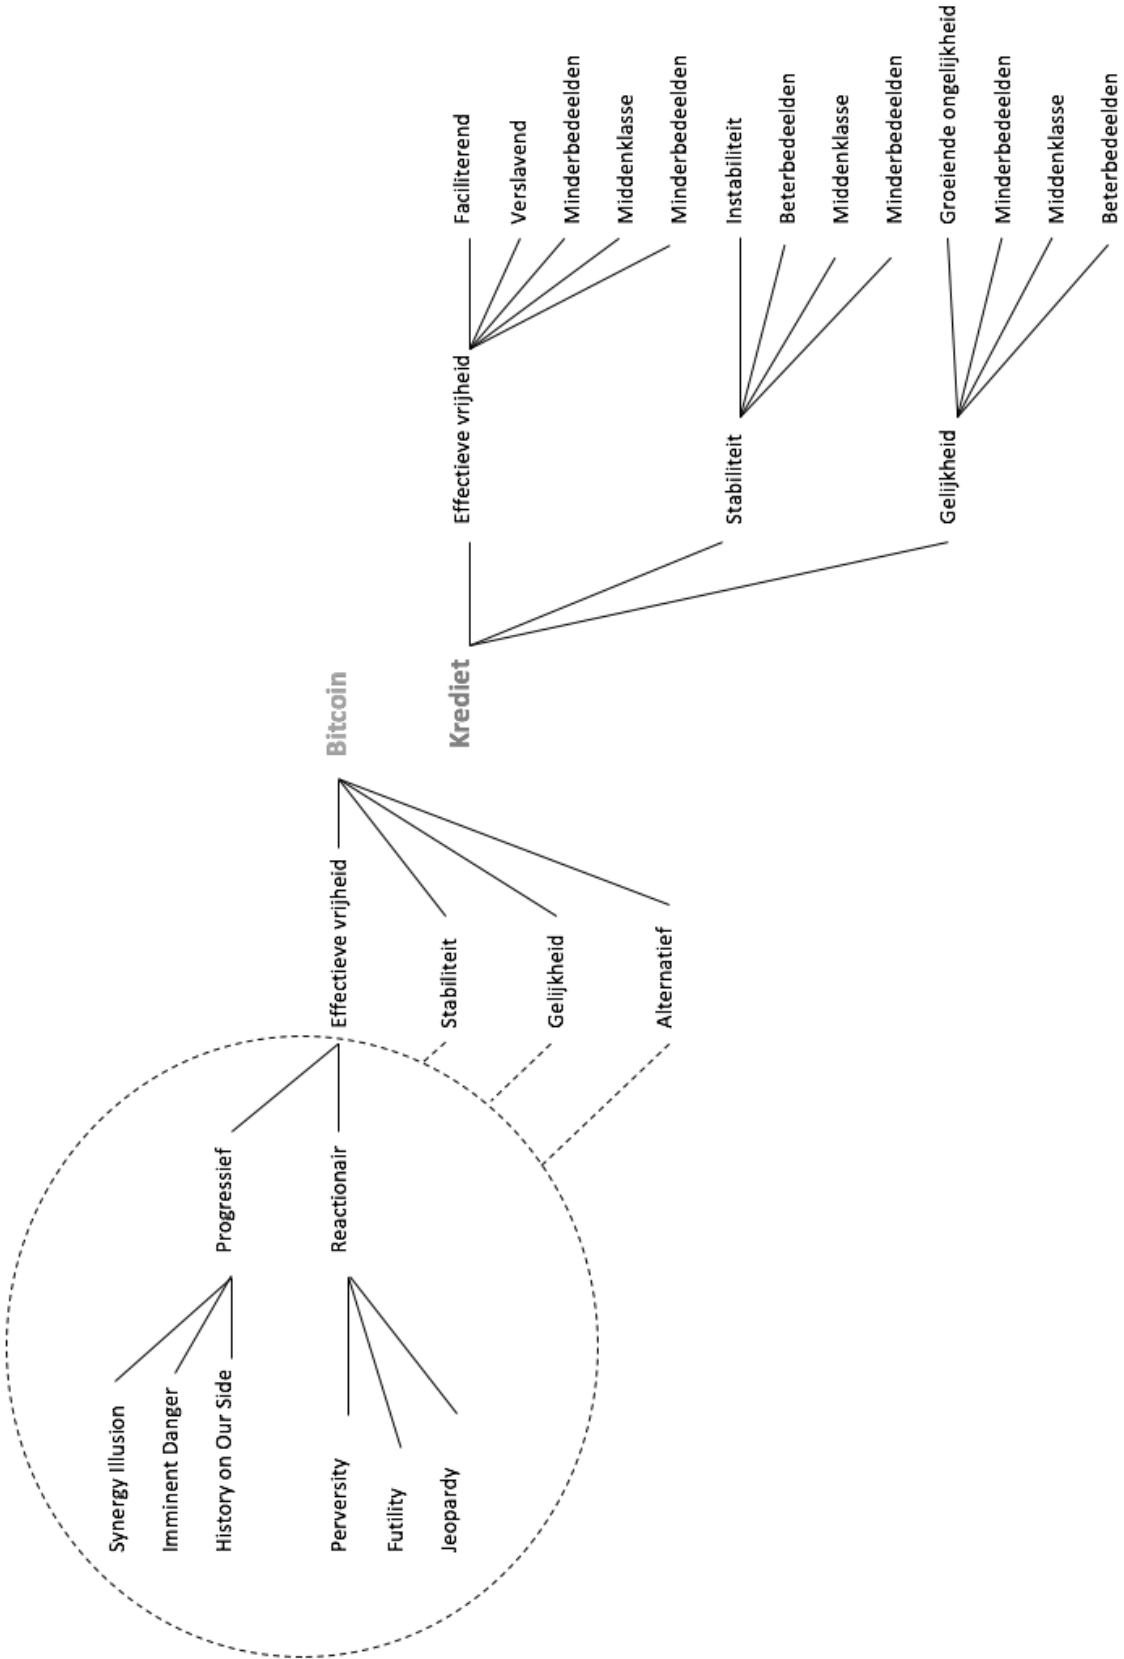 Synergy Illusion
Imminent Danger
History on Our Side
Perversity
Futility
Jeopardy
Progressief
Reactionair
Effectieve vrijheid
Stabiliteit
Gelijkheid
Alternatief
Bitcoin
Krediet
Effectieve vrijheid
Stabiliteit
Gelijkheid
Faciliterend
Verslavend
Minderbedeelden
Middenklasse
Minderbedeelden
Instabiliteit
Beterbedeelden
Middenklasse
Minderbedeelden
Groeiende ongelijkheid
Minderbedeelden
Middenklasse
Beterbedeelden